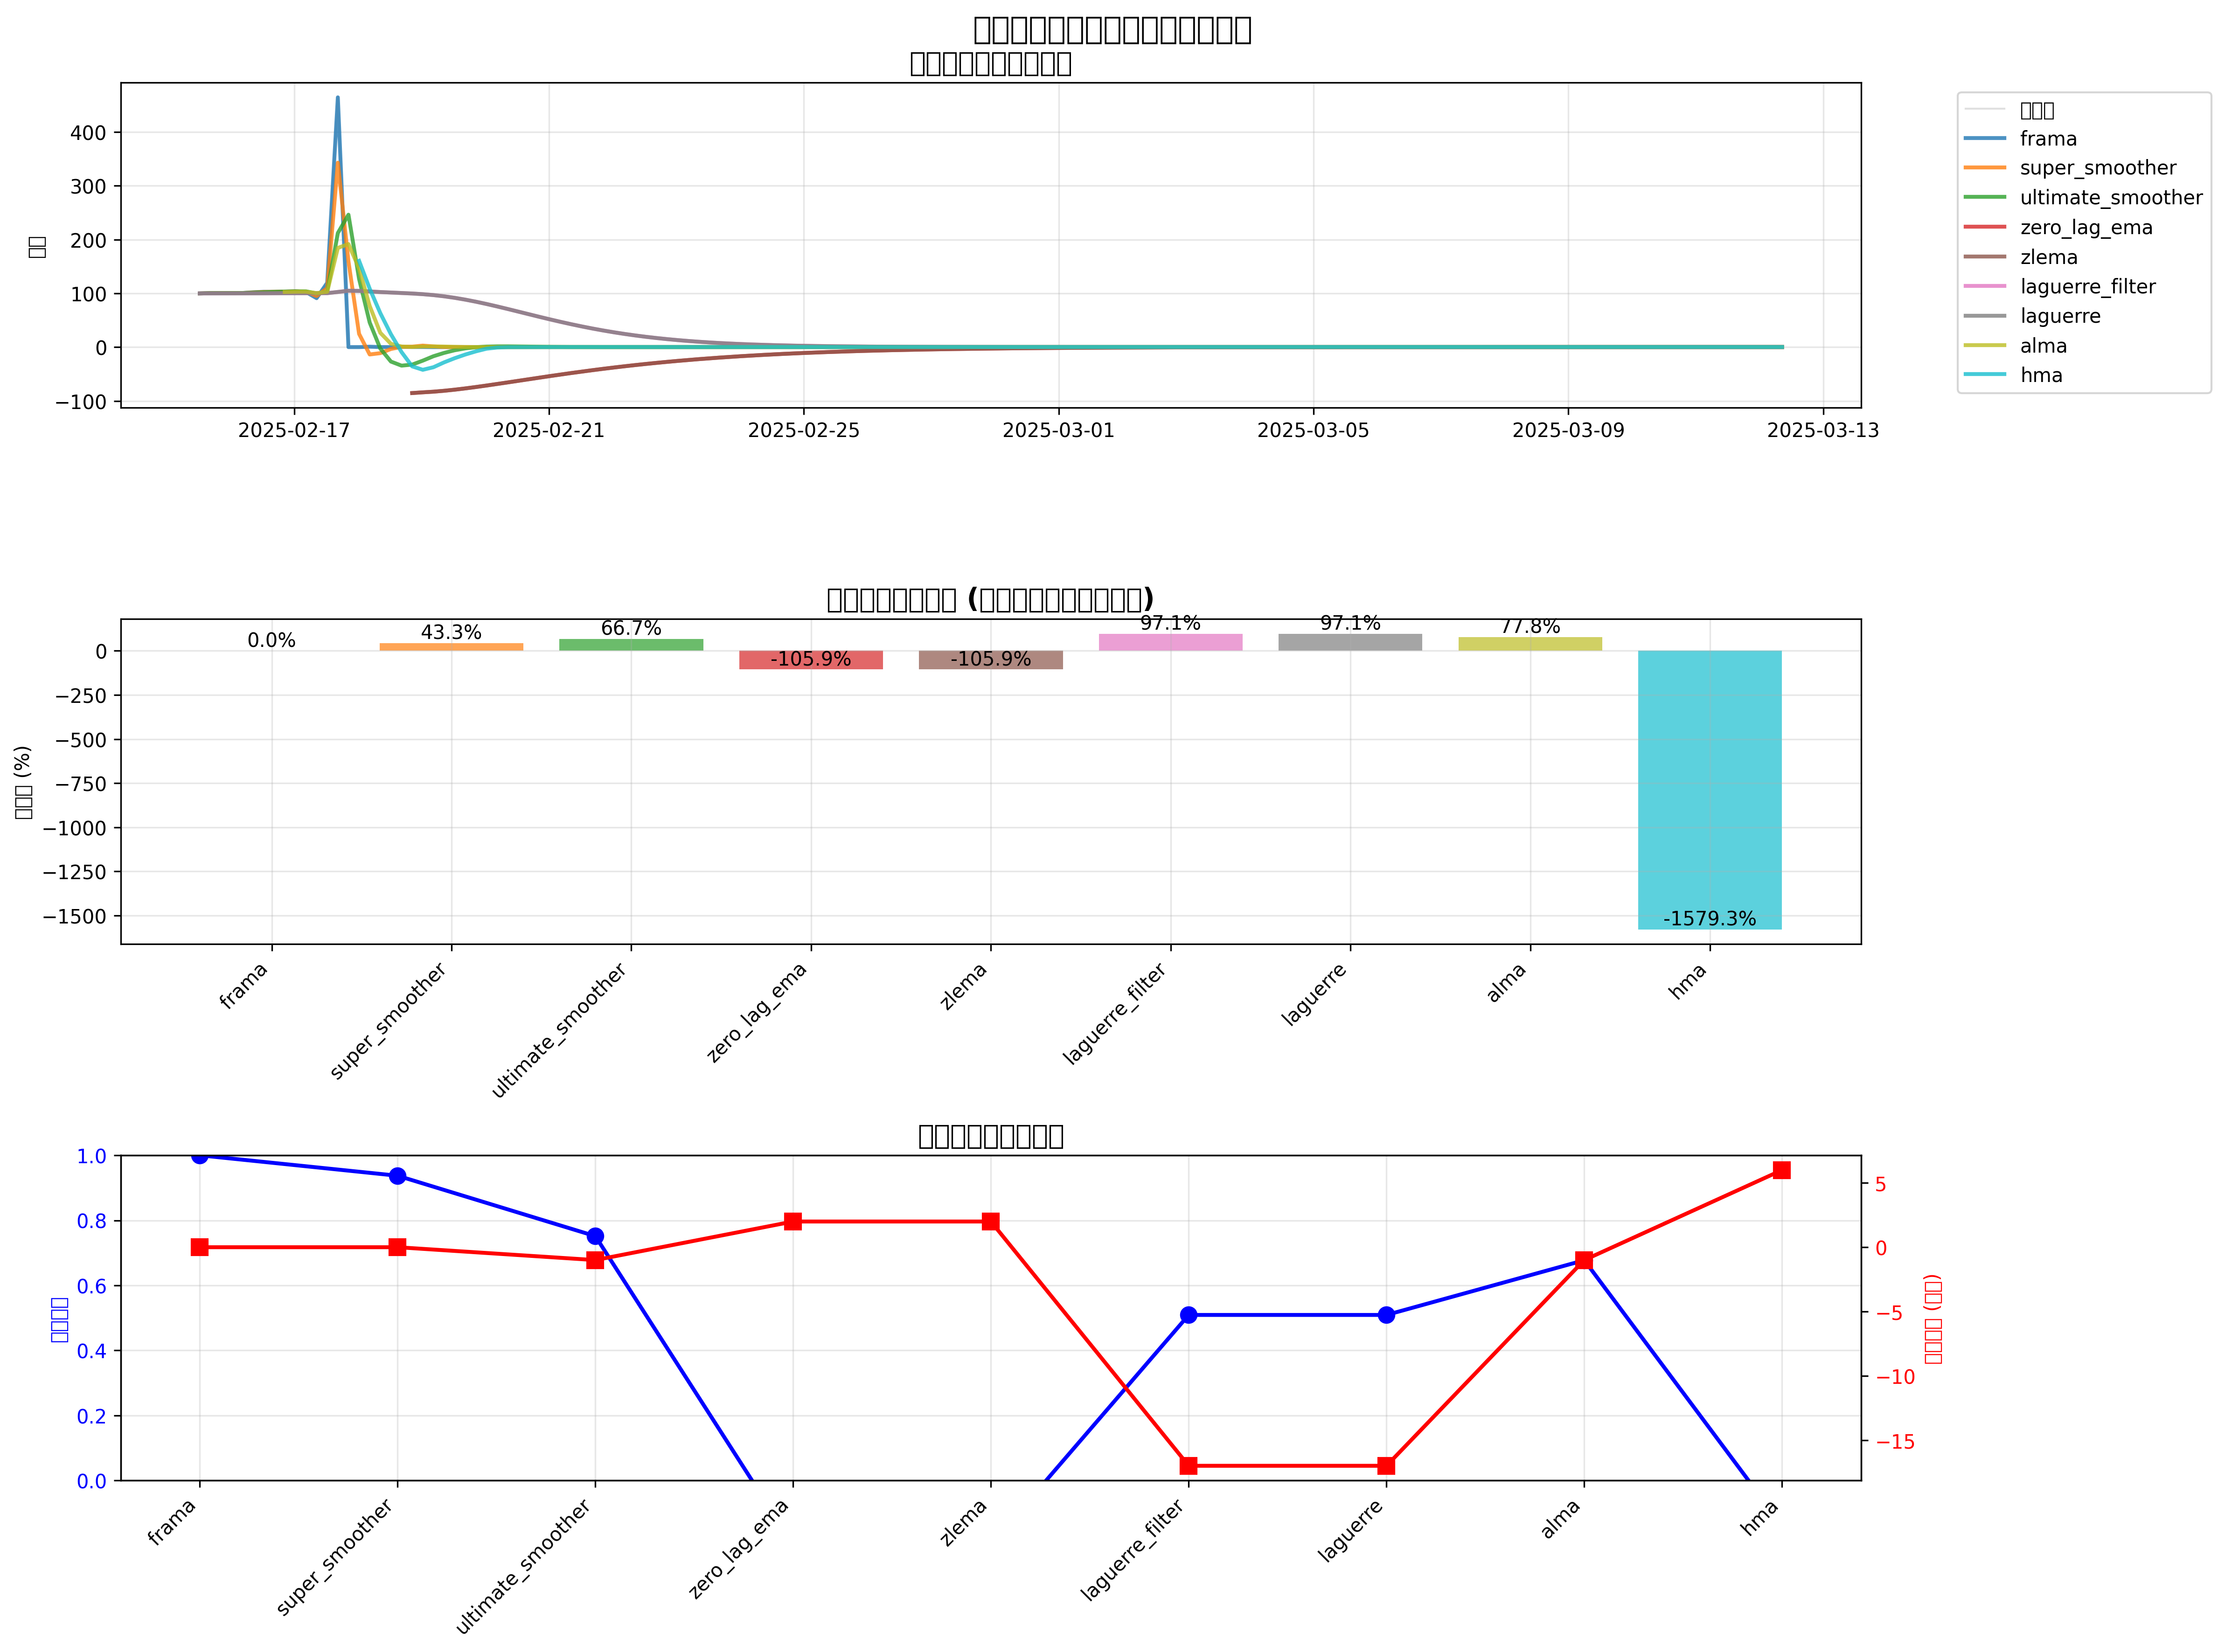 400
300
200
100
0
−100
2025-02-17
2025-02-21
2025-02-25
2025-03-01
2025-03-05
2025-03-09
2025-03-13
frama
super_smoother
ultimate_smoother
zero_lag_ema
zlema
laguerre_filter
laguerre
alma
hma
(%)
0
−250
−500
−750
−1000
−1250
−1500
0.0%
43.3%
66.7%
-105.9%
-105.9%
97.1%
97.1%
77.8%
-1579.3%
frama
super_smoother
ultimate_smoother
zero_lag_ema
zlema
laguerre_filter
laguerre
alma
hma
1.0
0.8
0.6
0.4
0.2
0.0
5
0
−5
−10
−15
frama
super_smoother
ultimate_smoother
zero_lag_ema
zlema
laguerre_filter
laguerre
alma
hma